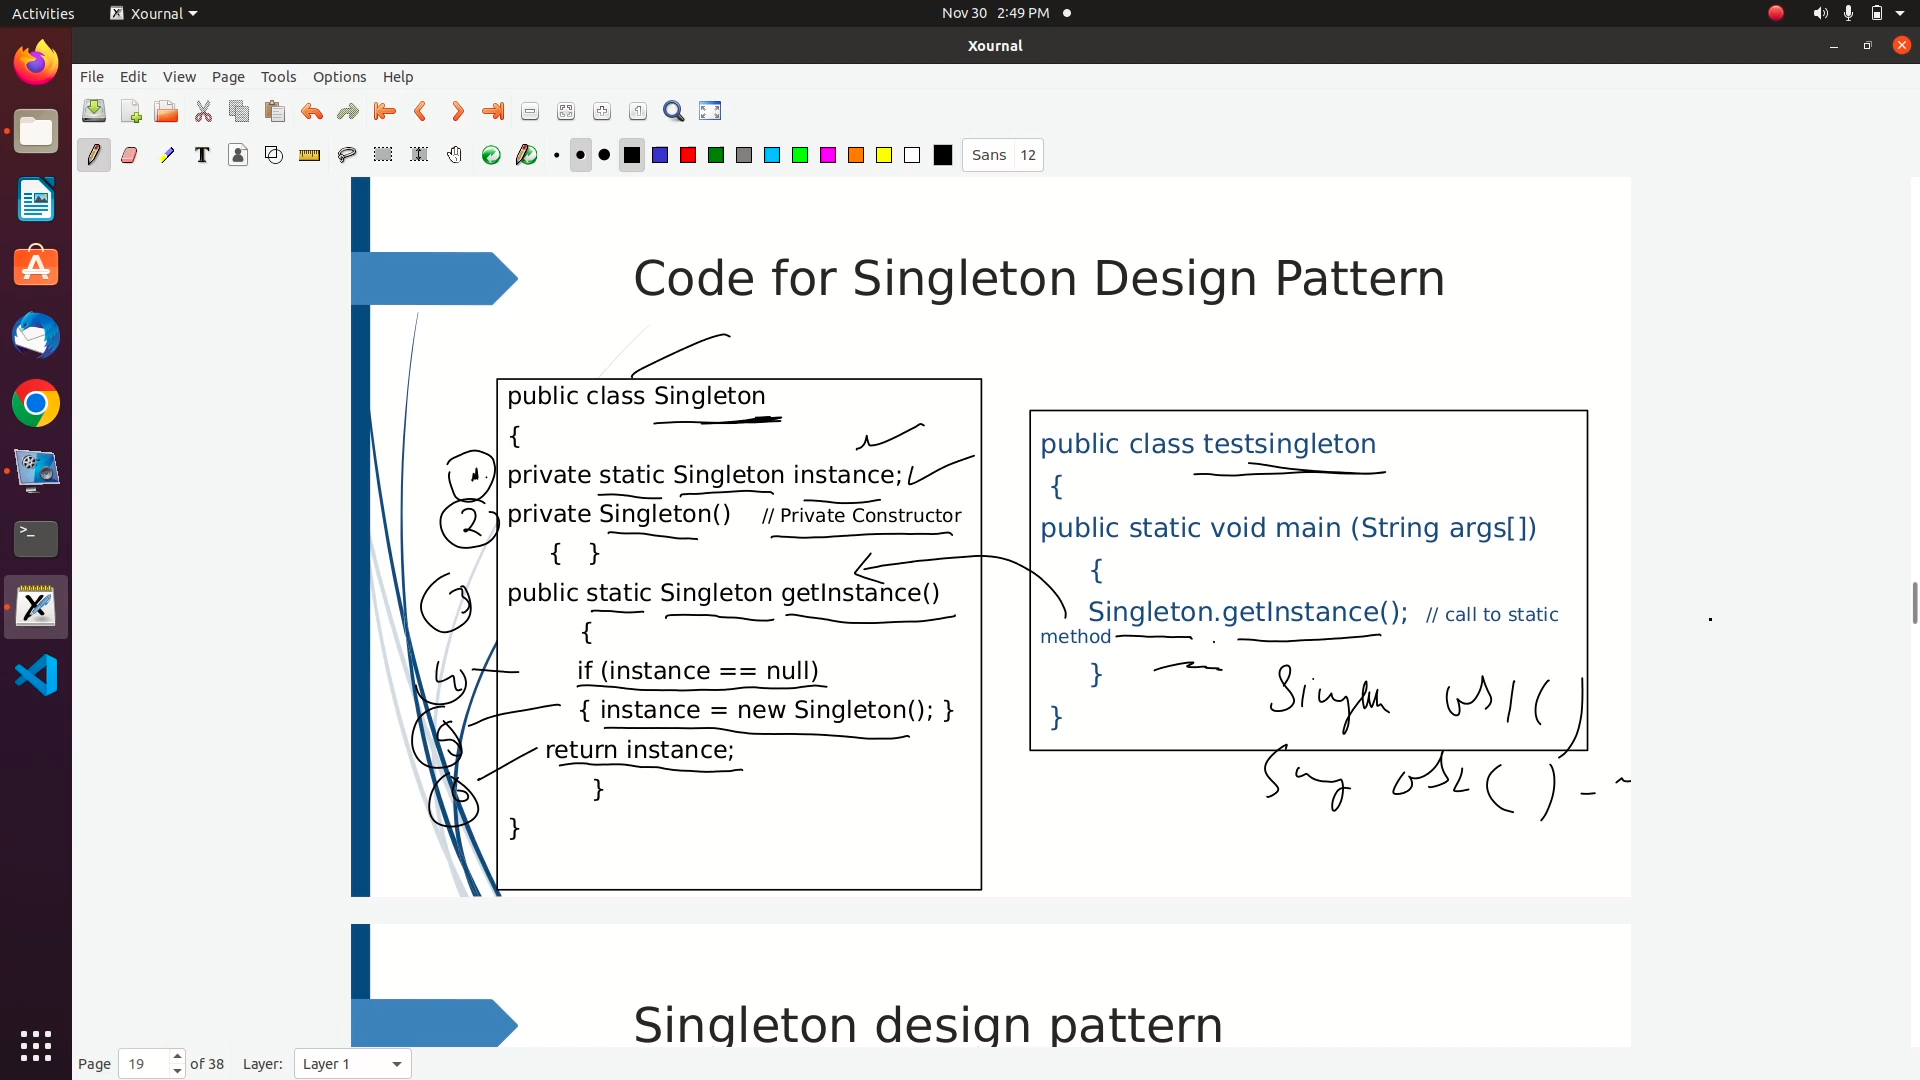 Activities
Xournal
Nov 30 2:49 PM
Xournal
File Edit View Page Tools Options Help
Sans 12
Code for Singleton Design Pattern
public class Singleton
{
1
private static Singleton instance;
2
private Singleton() // Private Constructor
{ }
3
public static Singleton getInstance()
{
4
if (instance == null)
5
{ instance = new Singleton(); }
return instance;
6
}
}
public class testsingleton
{
public static void main (String args[])
{
Singleton.getInstance(); // call to static
method
}
}
Singleton design pattern
Page 19 of 38 Layer: Layer 1